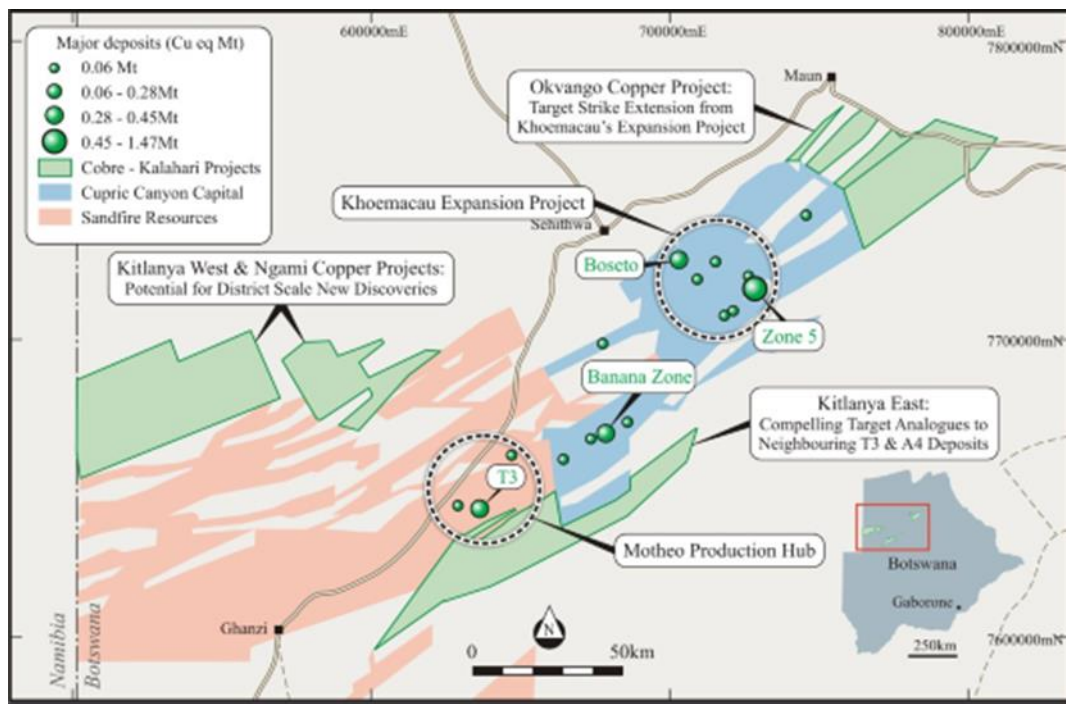 600000mE
700000mE
800000mE
7800000mN
Major deposits (Cu eq Mt)
0.06 Mt
0.06 - 0.28Mt
0.28 - 0.45Mt
0.45 - 1.47Mt
Cobre - Kalahari Projects
Cupric Canyon Capital
Sandfire Resources
Maun
Okvango Copper Project:
Target Strike Extension from
Khoemacau's Expansion Project
Khoemacau Expansion Project
Sehithwa
Boseto
Kitlanya West & Ngami Copper Projects:
Potential for District Scale New Discoveries
Zone 5
7700000mN
Banana Zone
Kitlanya East:
Compelling Target Analogues to
Neighbouring T3 & A4 Deposits
T3
Motheo Production Hub
Botswana
Gaborone
250km
Ghanzi
N
0
50km
7600000mN
Namibia
Botswana